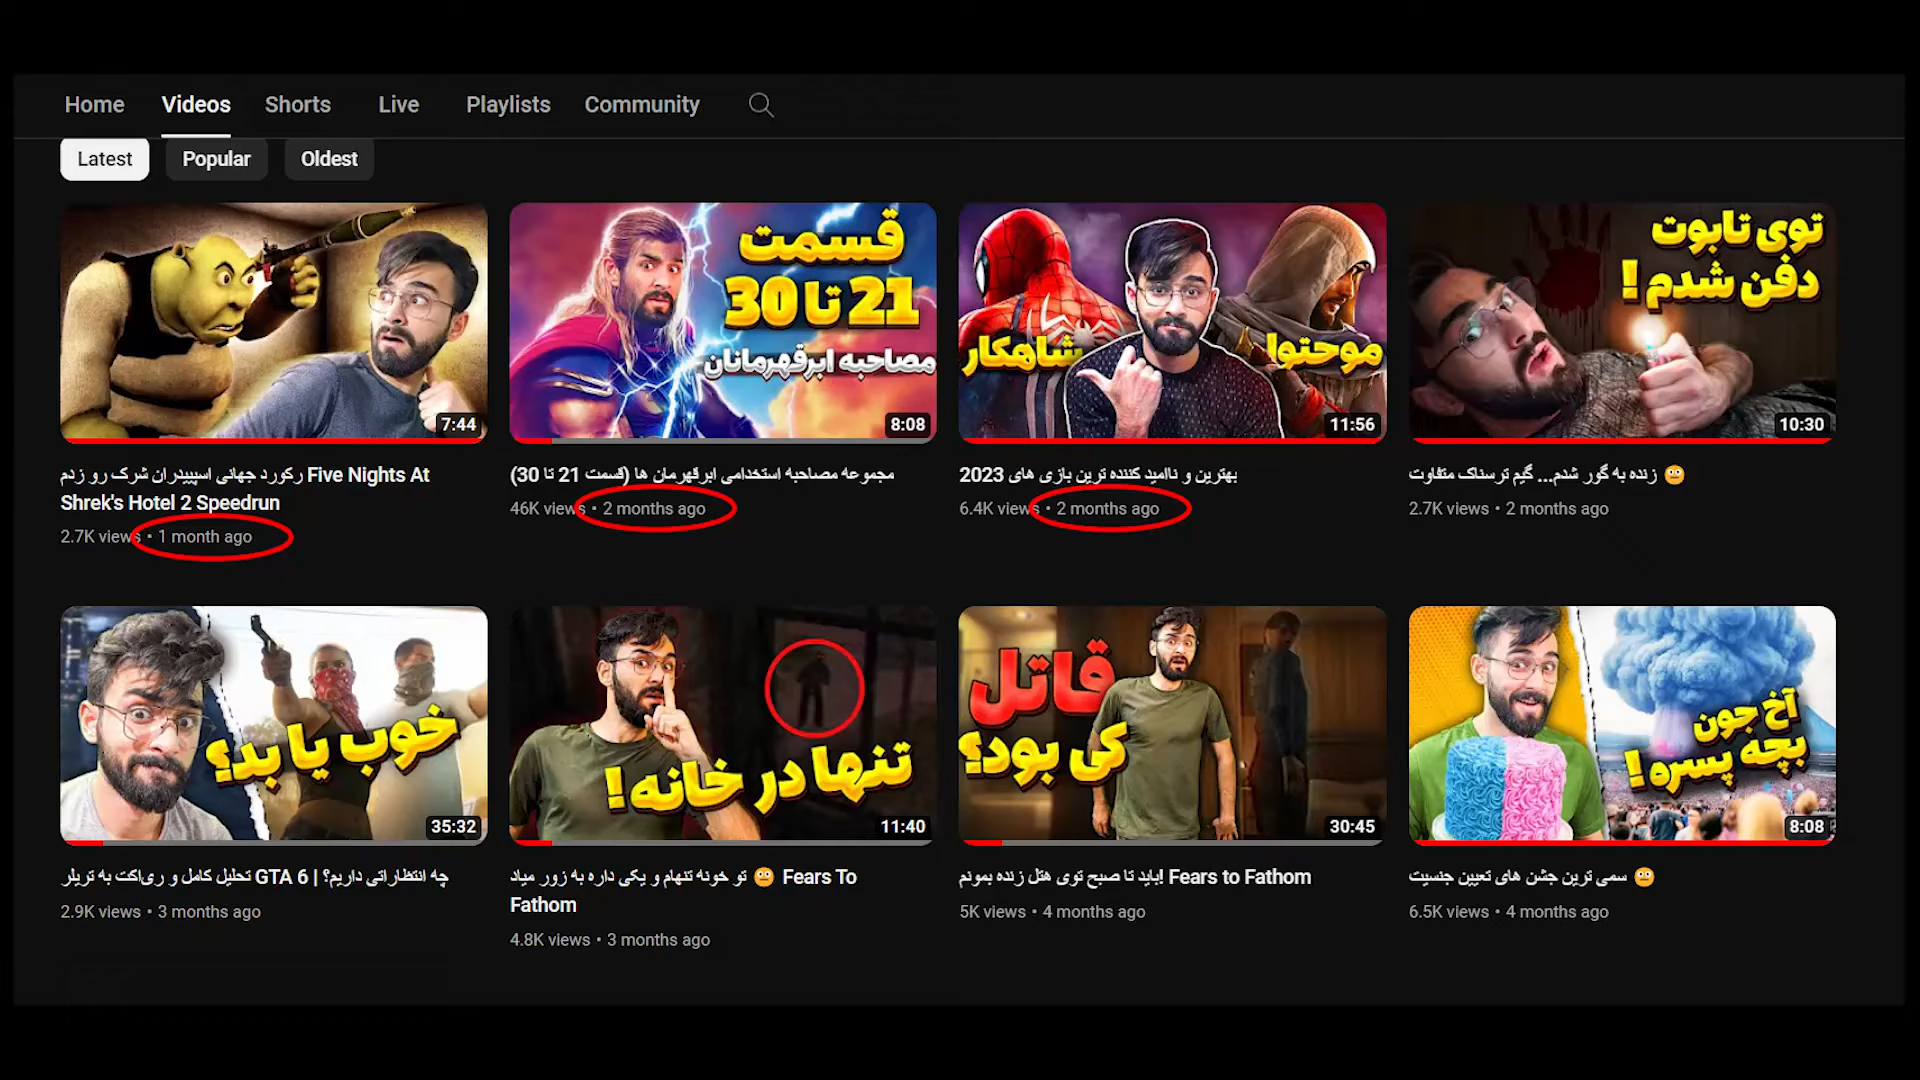 Home Videos Shorts Live Playlists Community
Latest Popular Oldest
7:44
قسمت
21 تا 30
مصاحبه ابرقهرمانان
8:08
شاهکار
موحتوا
11:56
توی تابوت
دفن شدم !
10:30
رکورد جهانی اسپیدران شرک رو زدم Five Nights At
Shrek's Hotel 2 Speedrun
2.7K views • 1 month ago
مجموعه مصاحبه استخدامی ابرقهرمان ها (قسمت 21 تا 30)
46K views • 2 months ago
بهترین و ناامید کننده ترین بازی های 2023
6.4K views • 2 months ago
زنده به گور شدم... گیم ترسناک متفاوت 😳
2.7K views • 2 months ago
خوب یا بد؟
35:32
تنها در خانه!
11:40
قاتل
کی بود؟
30:45
آخ جون
بچه پسره !
8:08
چه انتظاراتی داریم؟ | GTA 6 تحلیل کامل و ری‌اکت به تریلر
2.9K views • 3 months ago
تو خونه تنهام و یکی داره به زور میاد 😳 Fears To
Fathom
4.8K views • 3 months ago
باید تا صبح توی هتل زنده بمونم! Fears to Fathom
5K views • 4 months ago
سمی ترین جشن های تعیین جنسیت 😳
6.5K views • 4 months ago